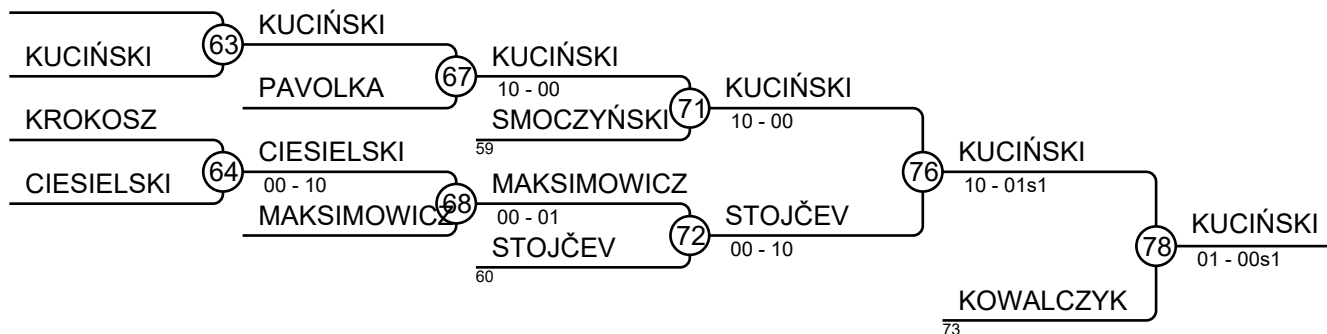 KUCIŃSKI
63
KUCIŃSKI
PAVOLKA
67
KUCIŃSKI
10 - 00
SMOCZYŃSKI
59
71
KUCIŃSKI
10 - 00
KROKOSZ
CIESIELSKI
64
CIESIELSKI
00 - 10
MAKSIMOWICZ
68
MAKSIMOWICZ
00 - 01
STOJČEV
60
72
STOJČEV
00 - 10
76
KUCIŃSKI
10 - 01s1
KOWALCZYK
73
78
KUCIŃSKI
01 - 00s1